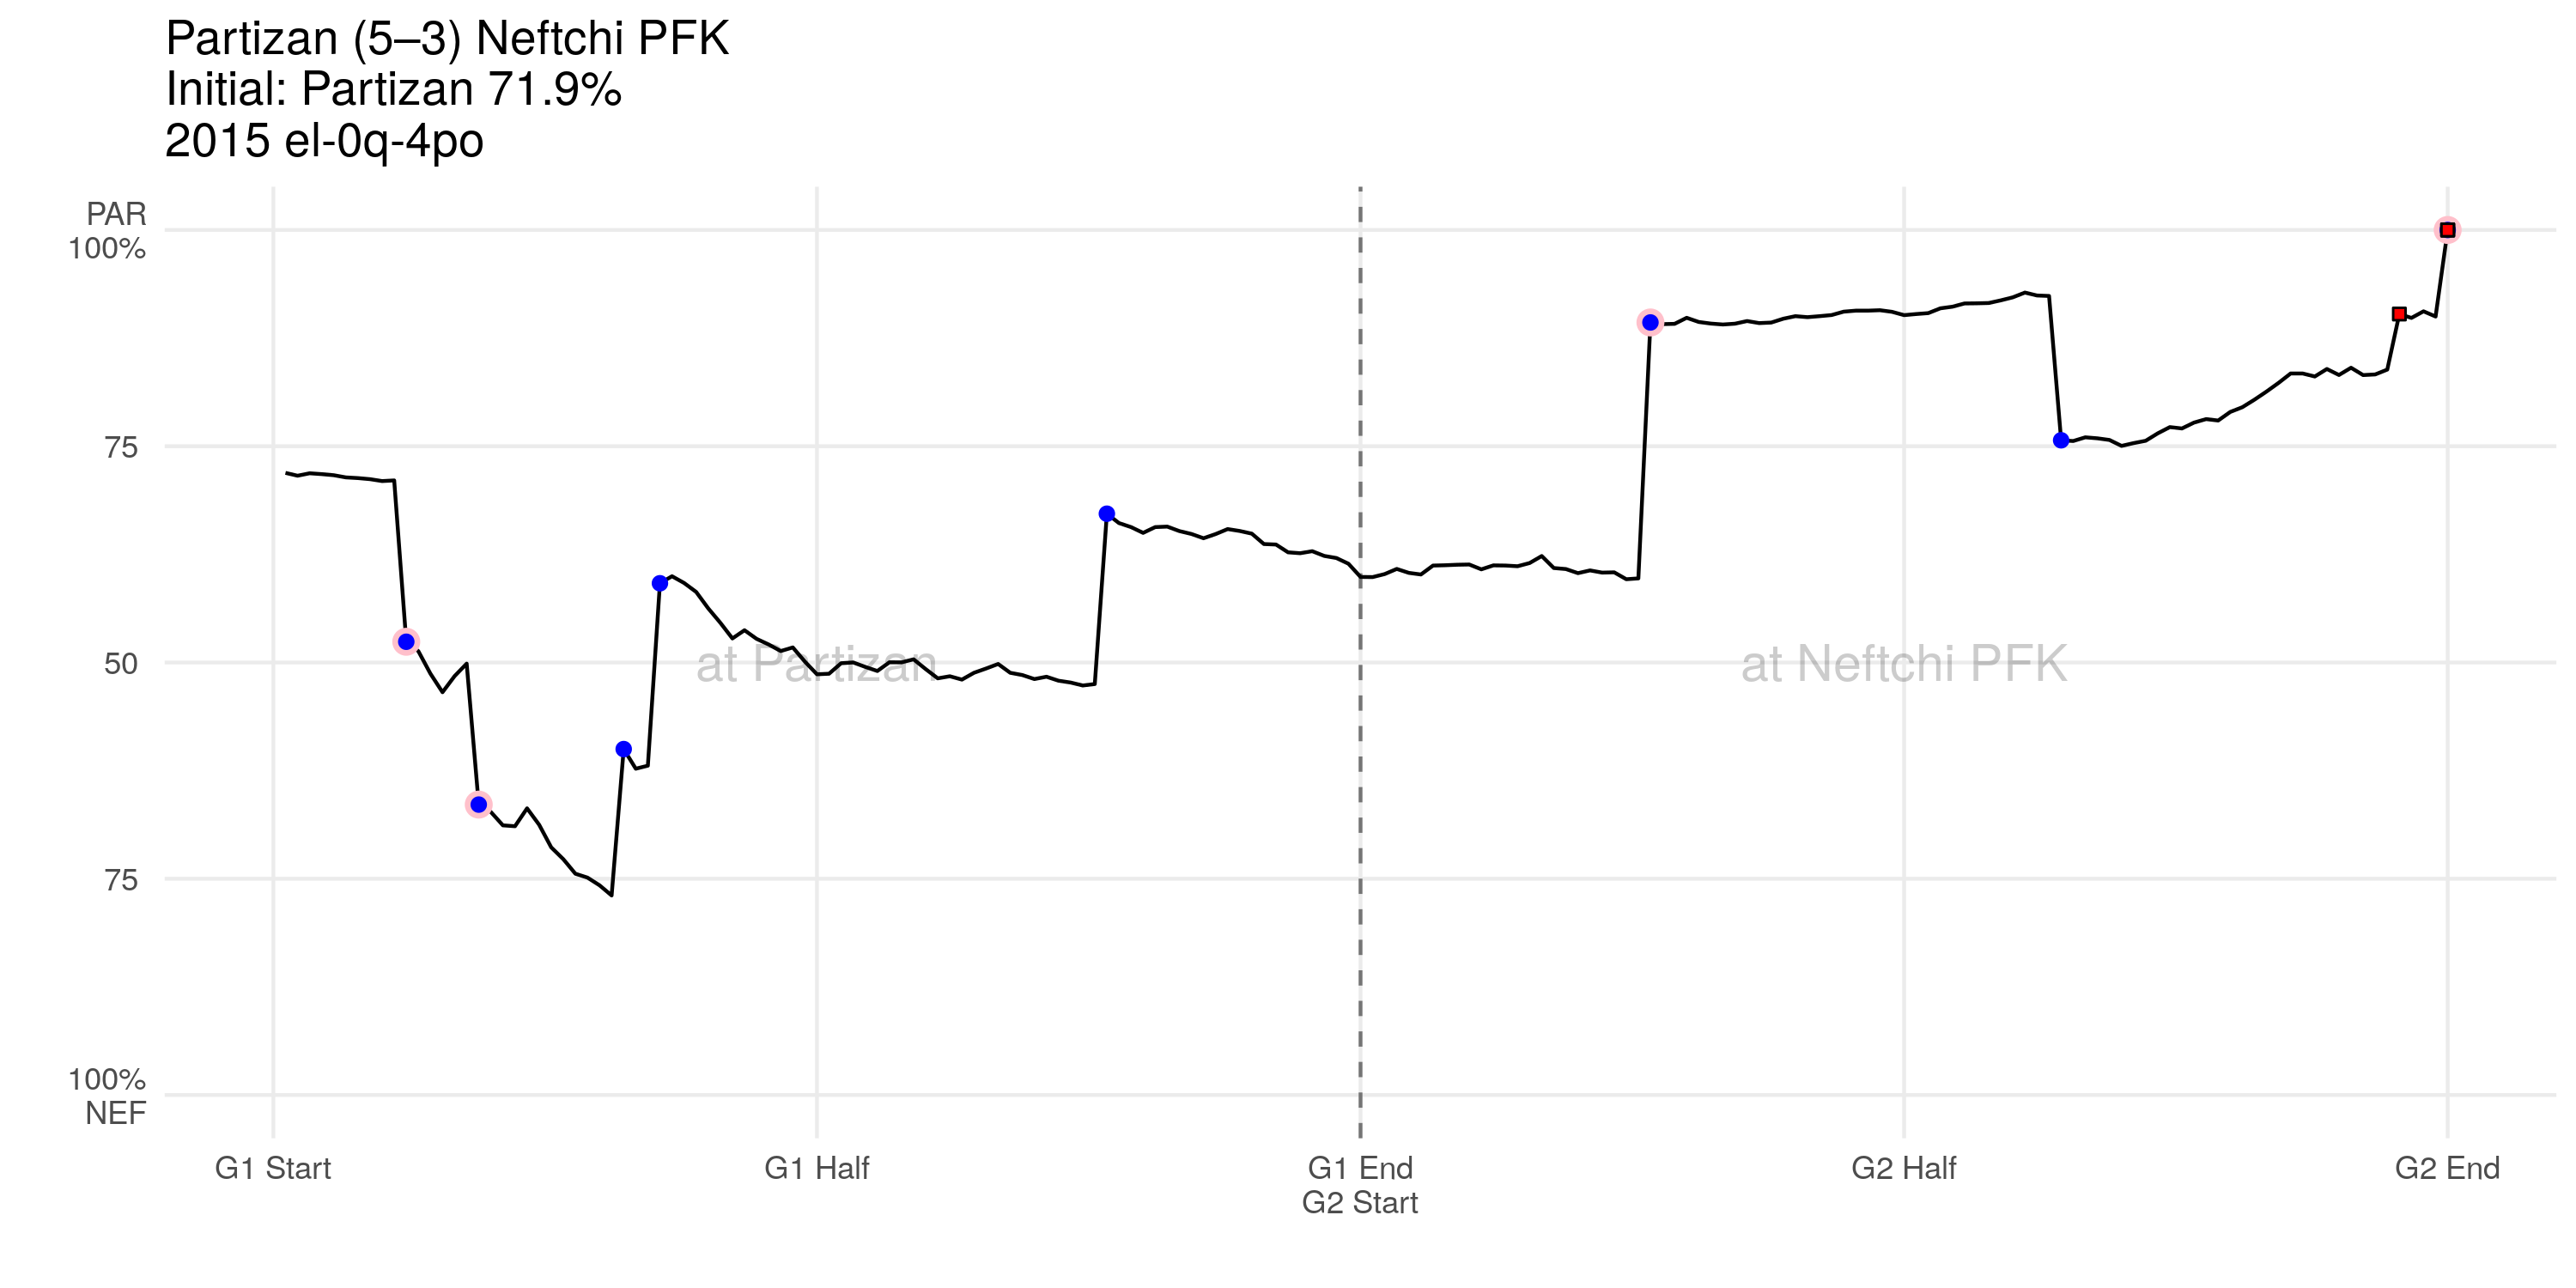 Partizan (5–3) Neftchi PFK
Initial: Partizan 71.9%
2015 el-0q-4po
PAR
100%
75
50
75
100%
NEF
at Partizan
at Neftchi PFK
G1 Start
G1 Half
G1 End
G2 Start
G2 Half
G2 End